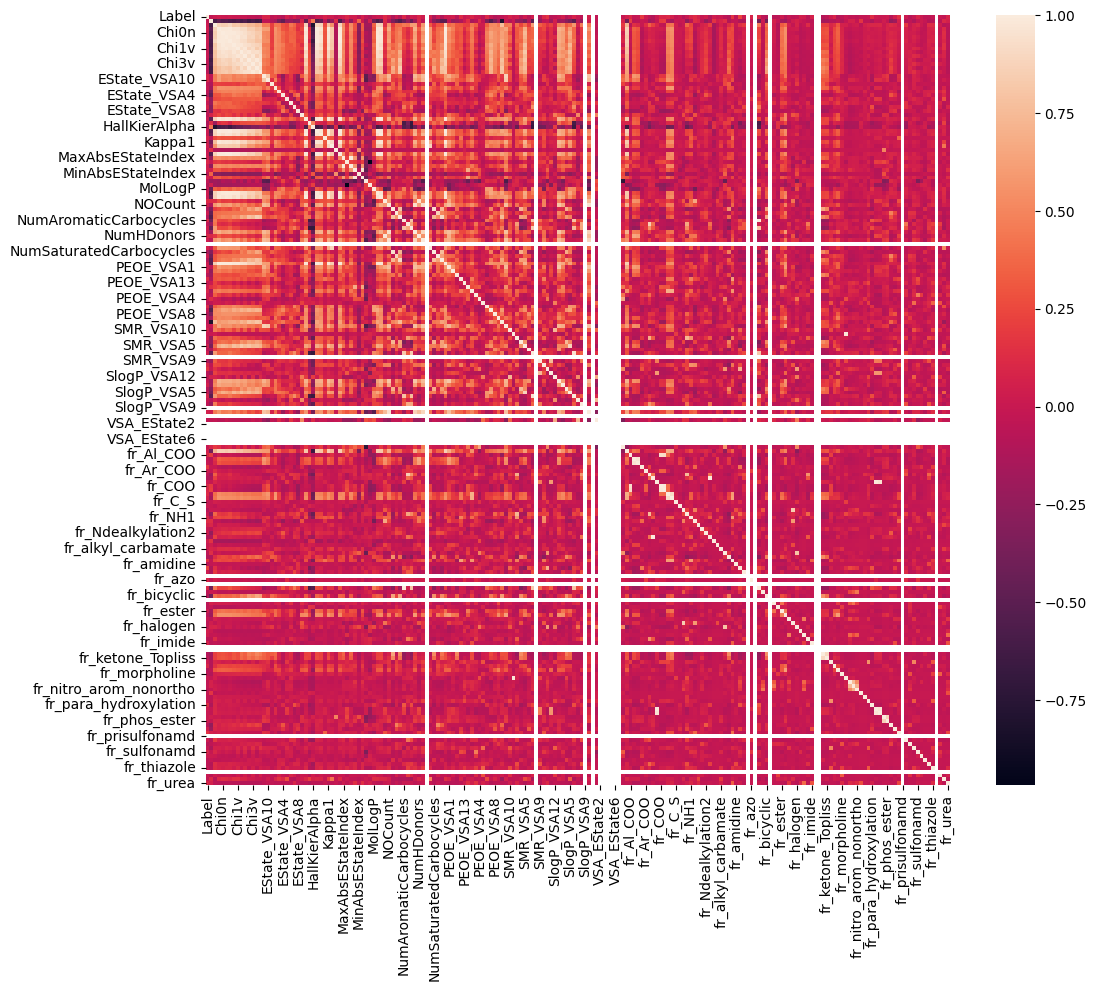 Label
Chi0n
Chi1v
Chi3v
EState_VSA10
EState_VSA4
EState_VSA8
HallKierAlpha
Kappa1
MaxAbsEStateIndex
MinAbsEStateIndex
MolLogP
NOCount
NumAromaticCarbocycles
NumHDonors
NumSaturatedCarbocycles
PEOE_VSA1
PEOE_VSA13
PEOE_VSA4
PEOE_VSA8
SMR_VSA10
SMR_VSA5
SMR_VSA9
SlogP_VSA12
SlogP_VSA5
SlogP_VSA9
VSA_EState2
VSA_EState6
fr_Al_COO
fr_Ar_COO
fr_COO
fr_C_S
fr_NH1
fr_Ndealkylation2
fr_alkyl_carbamate
fr_amidine
fr_azo
fr_bicyclic
fr_ester
fr_halogen
fr_imide
fr_ketone_Topliss
fr_morpholine
fr_nitro_arom_nonortho
fr_para_hydroxylation
fr_phos_ester
fr_prisulfonamd
fr_sulfonamd
fr_thiazole
fr_urea
Label
Chi0n
Chi1v
Chi3v
EState_VSA10
EState_VSA4
EState_VSA8
HallKierAlpha
Kappa1
MaxAbsEStateIndex
MinAbsEStateIndex
MolLogP
NOCount
NumAromaticCarbocycles
NumHDonors
NumSaturatedCarbocycles
PEOE_VSA1
PEOE_VSA13
PEOE_VSA4
PEOE_VSA8
SMR_VSA10
SMR_VSA5
SMR_VSA9
SlogP_VSA12
SlogP_VSA5
SlogP_VSA9
VSA_EState2
VSA_EState6
fr_Al_COO
fr_Ar_COO
fr_COO
fr_C_S
fr_NH1
fr_Ndealkylation2
fr_alkyl_carbamate
fr_amidine
fr_azo
fr_bicyclic
fr_ester
fr_halogen
fr_imide
fr_ketone_Topliss
fr_morpholine
fr_nitro_arom_nonortho
fr_para_hydroxylation
fr_phos_ester
fr_prisulfonamd
fr_sulfonamd
fr_thiazole
fr_urea
1.00
0.75
0.50
0.25
0.00
−0.25
−0.50
−0.75